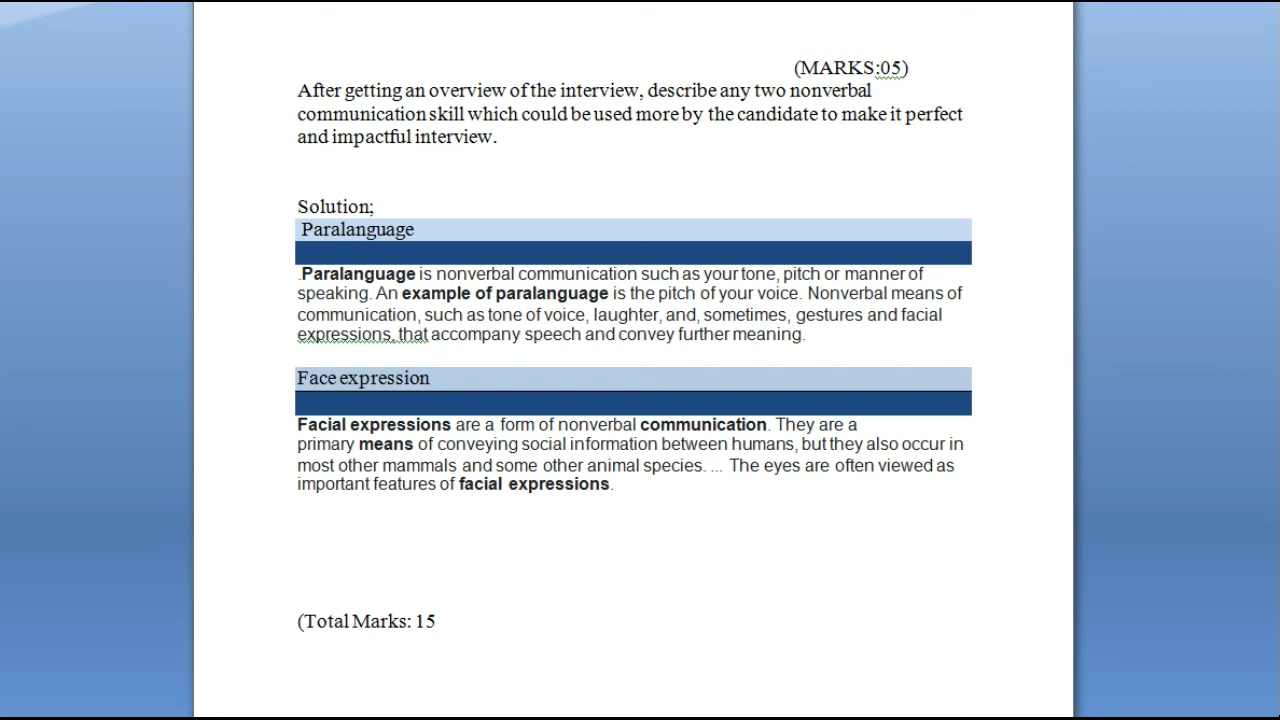 (MARKS:05)
After getting an overview of the interview, describe any two nonverbal
communication skill which could be used more by the candidate to make it perfect
and impactful interview.
Solution;
Paralanguage
.Paralanguage is nonverbal communication such as your tone, pitch or manner of
speaking. An example of paralanguage is the pitch of your voice. Nonverbal means of
communication, such as tone of voice, laughter, and, sometimes, gestures and facial
expressions, that accompany speech and convey further meaning.
Face expression
Facial expressions are a form of nonverbal communication. They are a
primary means of conveying social information between humans, but they also occur in
most other mammals and some other animal species. ... The eyes are often viewed as
important features of facial expressions.
(Total Marks: 15